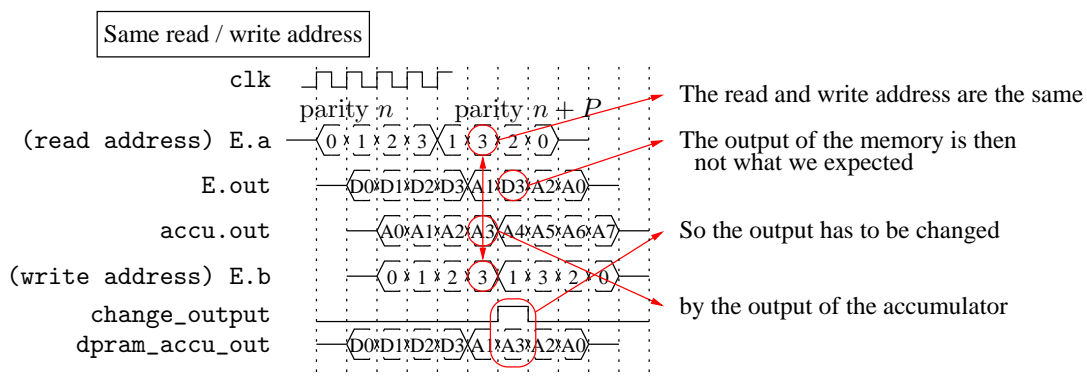 Same read / write address
clk
parity n parity n + P
The read and write address are the same
(read address) E.a 0 1 2 3 1 3 2 0
The output of the memory is then
not what we expected
E.out D0 D1 D2 D3 A1 D3 A2 A0
accu.out A0 A1 A2 A3 A4 A5 A6 A7
So the output has to be changed
(write address) E.b 0 1 2 3 1 3 2 0
by the output of the accumulator
change_output
dpram_accu_out D0 D1 D2 D3 A1 A3 A2 A0